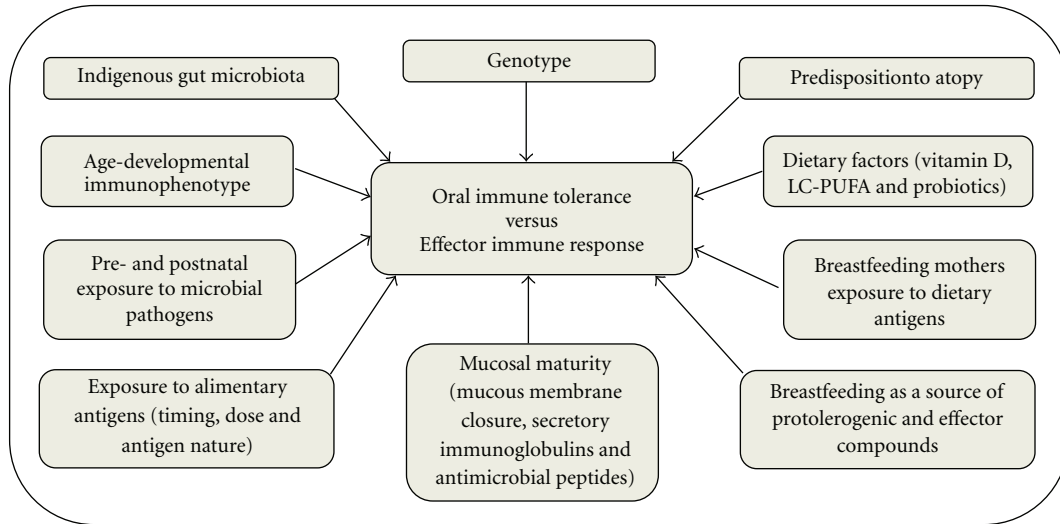 Indigenous gut microbiota
Genotype
Predispositionto atopy
Age-developmental
immunophenotype
Oral immune tolerance
versus
Effector immune response
Dietary factors (vitamin D,
LC-PUFA and probiotics)
Pre- and postnatal
exposure to microbial
pathogens
Breastfeeding mothers
exposure to dietary
antigens
Exposure to alimentary
antigens (timing, dose and
antigen nature)
Mucosal maturity
(mucous membrane
closure, secretory
immunoglobulins and
antimicrobial peptides)
Breastfeeding as a source of
protolerogenic and effector
compounds